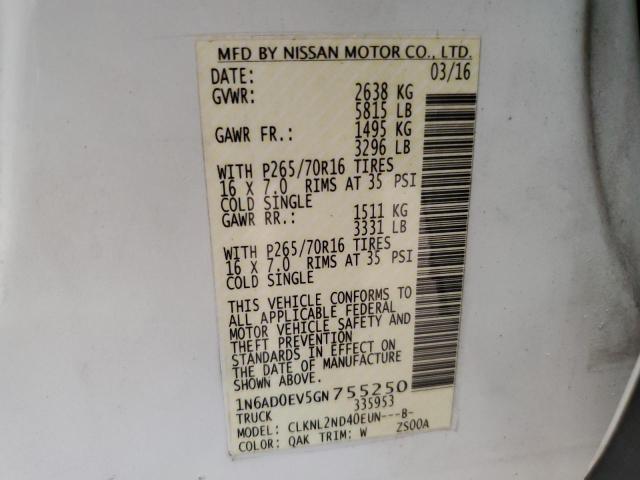 MFD BY NISSAN MOTOR CO., LTD.
DATE: 03/16
GVWR: 2638 KG
5815 LB
GAWR FR.: 1495 KG
3296 LB
WITH P265/70R16 TIRES
16 X 7.0 RIMS AT 35 PSI
COLD SINGLE
GAWR RR.: 1511 KG
3331 LB
WITH P265/70R16 TIRES
16 X 7.0 RIMS AT 35 PSI
COLD SINGLE
THIS VEHICLE CONFORMS TO
ALL APPLICABLE FEDERAL
MOTOR VEHICLE SAFETY AND
THEFT PREVENTION
STANDARDS IN EFFECT ON
THE DATE OF MANUFACTURE
SHOWN ABOVE.
1N6AD0EV5GN755250
TRUCK 335953
MODEL: CLKNL2ND40EUN---B-
COLOR: QAK TRIM: W ZS00A